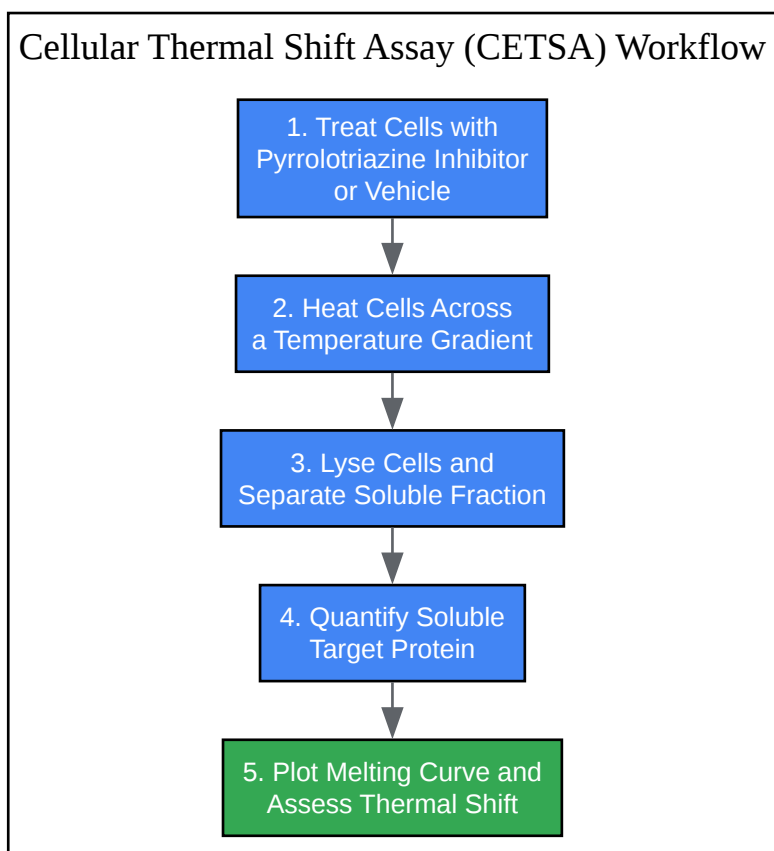 Cellular Thermal Shift Assay (CETSA) Workflow
1. Treat Cells with
Pyrrolotriazine Inhibitor
or Vehicle
2. Heat Cells Across
a Temperature Gradient
3. Lyse Cells and
Separate Soluble Fraction
4. Quantify Soluble
Target Protein
5. Plot Melting Curve and
Assess Thermal Shift